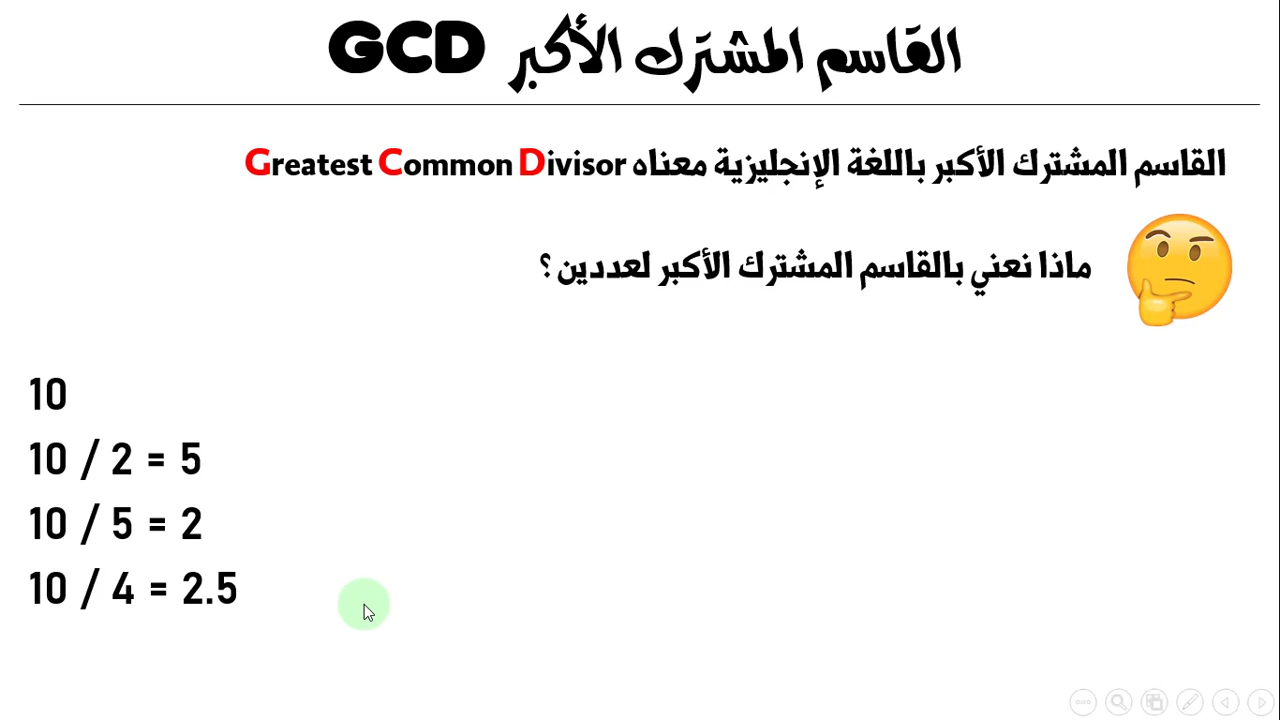 القاسم المشترك الأكبر GCD
القاسم المشترك الأكبر باللغة الإنجليزية معناه Greatest Common Divisor
ماذا نعني بالقاسم المشترك الأكبر لعددين ؟
10
10 / 2 = 5
10 / 5 = 2
10 / 4 = 2.5